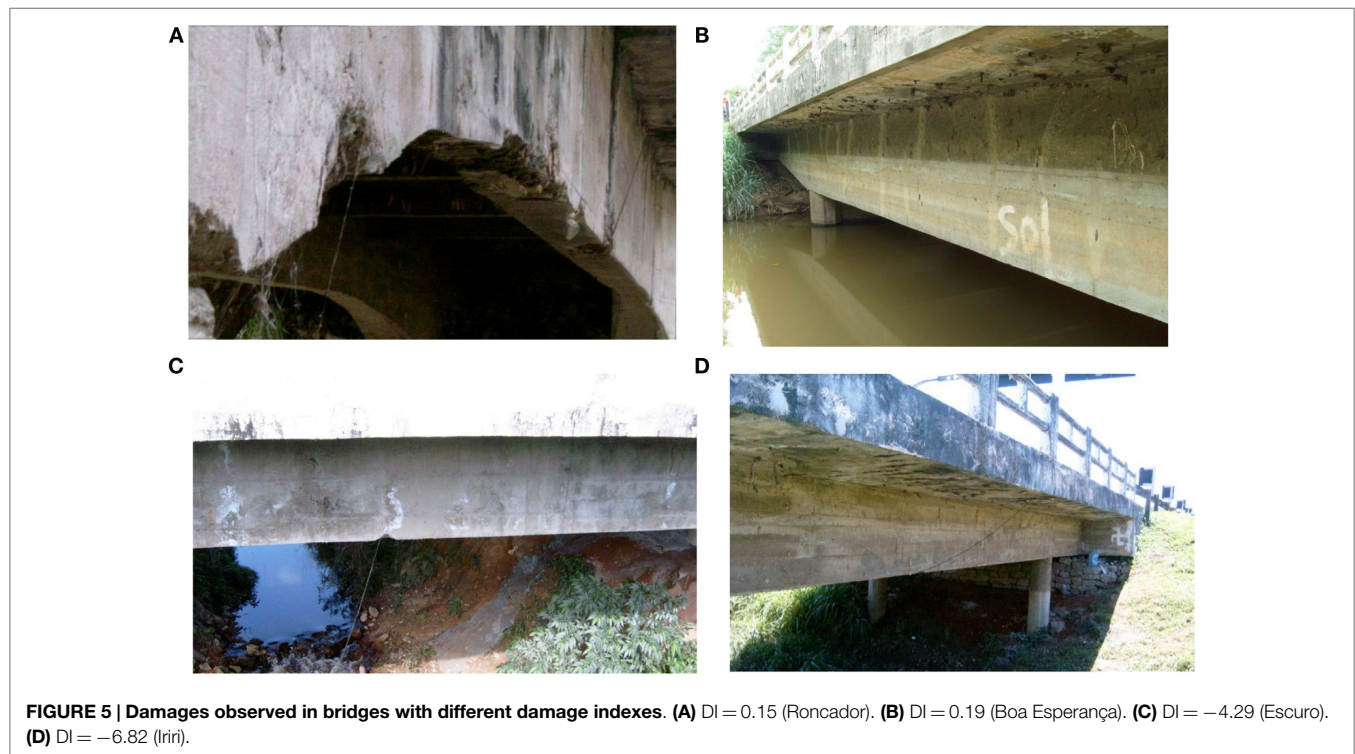 A
B
Sol
C
D
FIGURE 5 | Damages observed in bridges with different damage indexes. (A) DI = 0.15 (Roncador). (B) DI = 0.19 (Boa Esperança). (C) DI = −4.29 (Escuro).
(D) DI = −6.82 (Iriri).